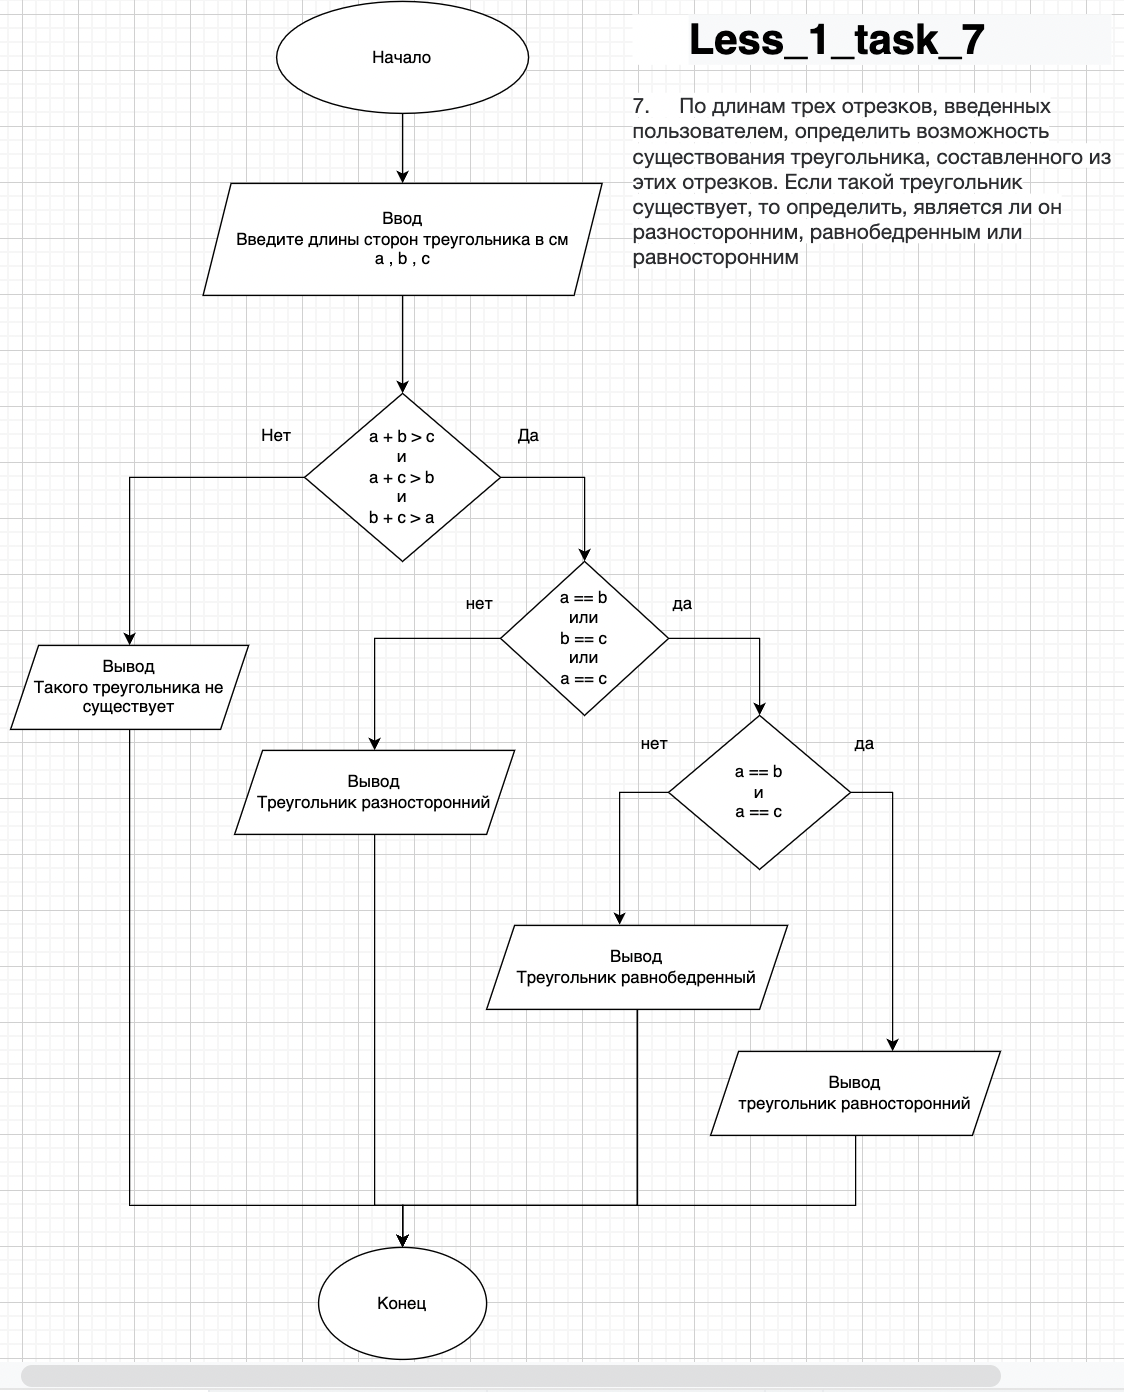 Начало
Less_1_task_7
7. По длинам трех отрезков, введенных
пользователем, определить возможность
существования треугольника, составленного из
этих отрезков. Если такой треугольник
существует, то определить, является ли он
разносторонним, равнобедренным или
равносторонним
Ввод
Введите длины сторон треугольника в см
a , b , c
Нет
Да
a + b > c
и
a + c > b
и
b + c > a
нет
да
a == b
или
b == c
или
a == c
Вывод
Такого треугольника не
существует
нет
да
a == b
и
a == c
Вывод
Треугольник разносторонний
Вывод
Треугольник равнобедренный
Вывод
треугольник равносторонний
Конец